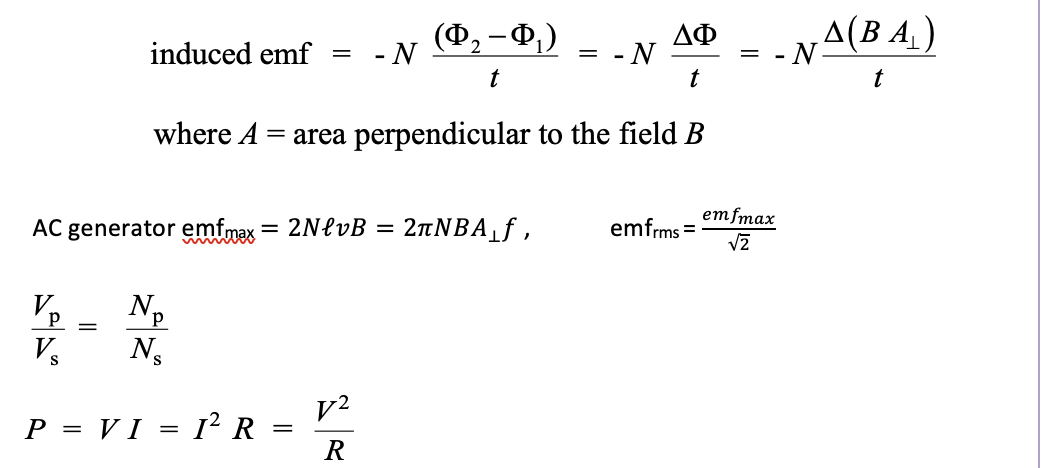 induced emf = - N (Φ₂ – Φ₁)/t = - N ΔΦ/t = - N Δ(B A⊥)/t
where A = area perpendicular to the field B
AC generator emfmax = 2NℓvB = 2πNBA⊥f , emfrms = emfmax/√2
Vp/Vs = Np/Ns
P = V I = I² R = V²/R